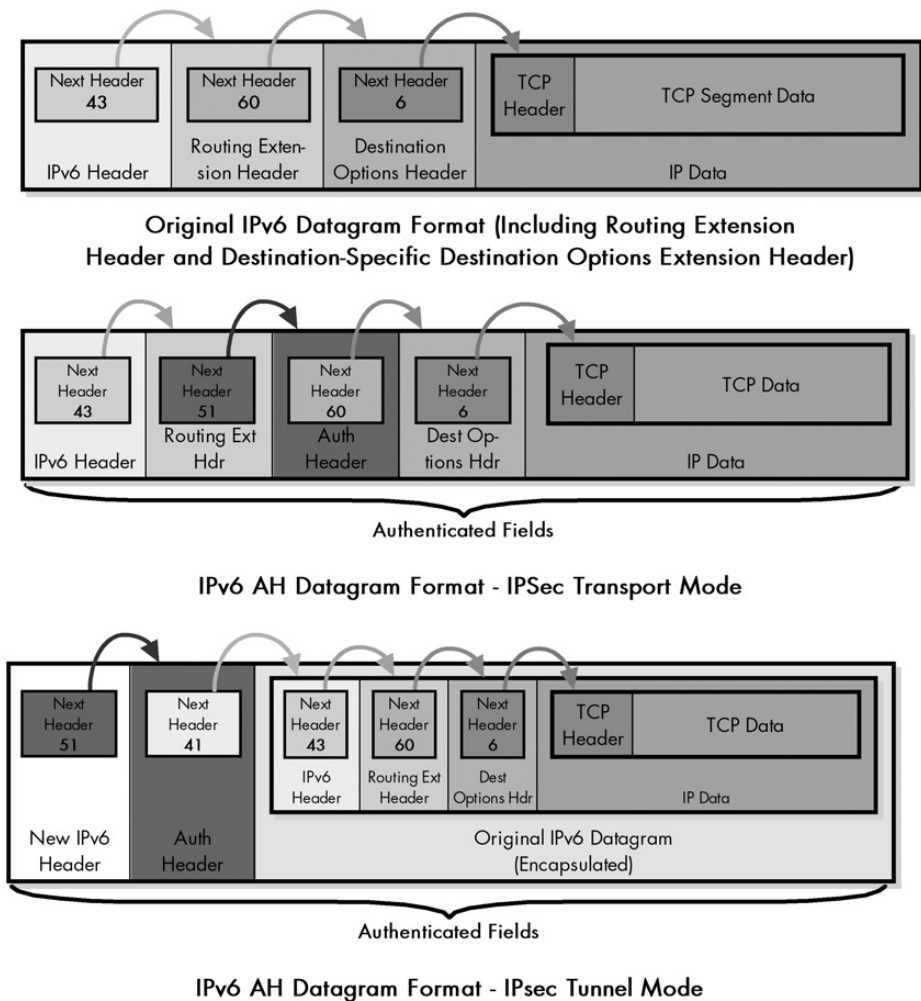 Next Header
43
IPv6 Header
Next Header
60
Routing Exten-
sion Header
Next Header
6
Destination
Options Header
TCP
Header
TCP Segment Data
IP Data
Original IPv6 Datagram Format (Including Routing Extension
Header and Destination-Specific Destination Options Extension Header)
Next
Header
43
IPv6 Header
Next
Header
51
Routing Ext
Hdr
Next
Header
60
Auth
Header
Next
Header
6
Dest Op-
tions Hdr
TCP
Header
TCP Data
IP Data
Authenticated Fields
IPv6 AH Datagram Format - IPSec Transport Mode
Next
Header
51
New IPv6
Header
Next
Header
41
Auth
Header
Next
Header
43
IPv6
Header
Next
Header
60
Routing Ext
Header
Next
Header
6
Dest
Options Hdr
TCP
Header
TCP Data
IP Data
Original IPv6 Datagram
(Encapsulated)
Authenticated Fields
IPv6 AH Datagram Format - IPsec Tunnel Mode